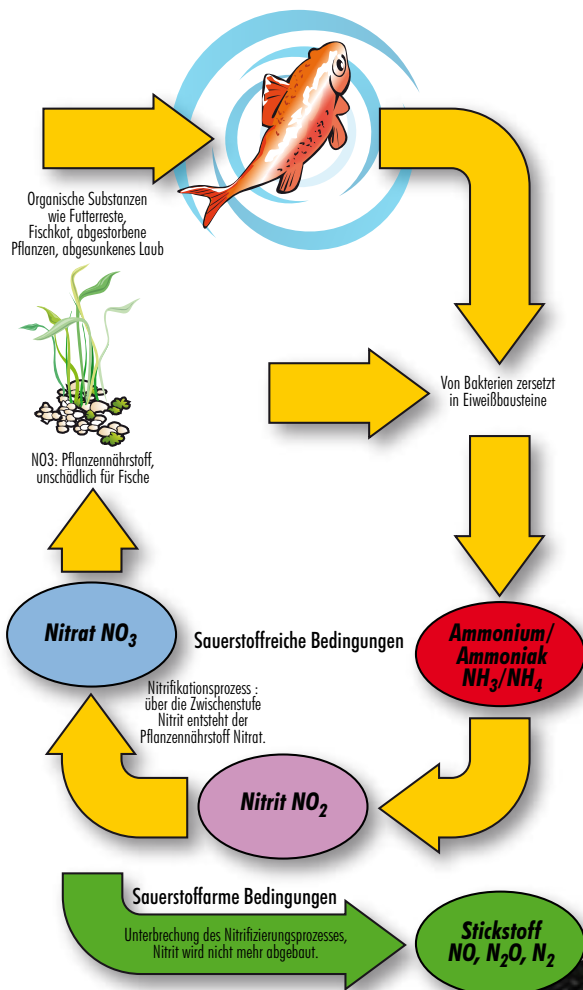 Organische Substanzen
wie Futterreste,
Fischkot, abgestorbene
Pflanzen, abgesunkenes Laub
Von Bakterien zersetzt
in Eiweißbausteine
NO3: Pflanzennährstoff,
unschädlich für Fische
Nitrat NO₃
Sauerstoffreiche Bedingungen
Ammonium/
Ammoniak
NH₃/NH₄
Nitrifikationsprozess :
über die Zwischenstufe
Nitrit entsteht der
Pflanzennährstoff Nitrat.
Nitrit NO₂
Sauerstoffarme Bedingungen
Unterbrechung des Nitrifizierungsprozesses,
Nitrit wird nicht mehr abgebaut.
Stickstoff
NO, N₂O, N₂